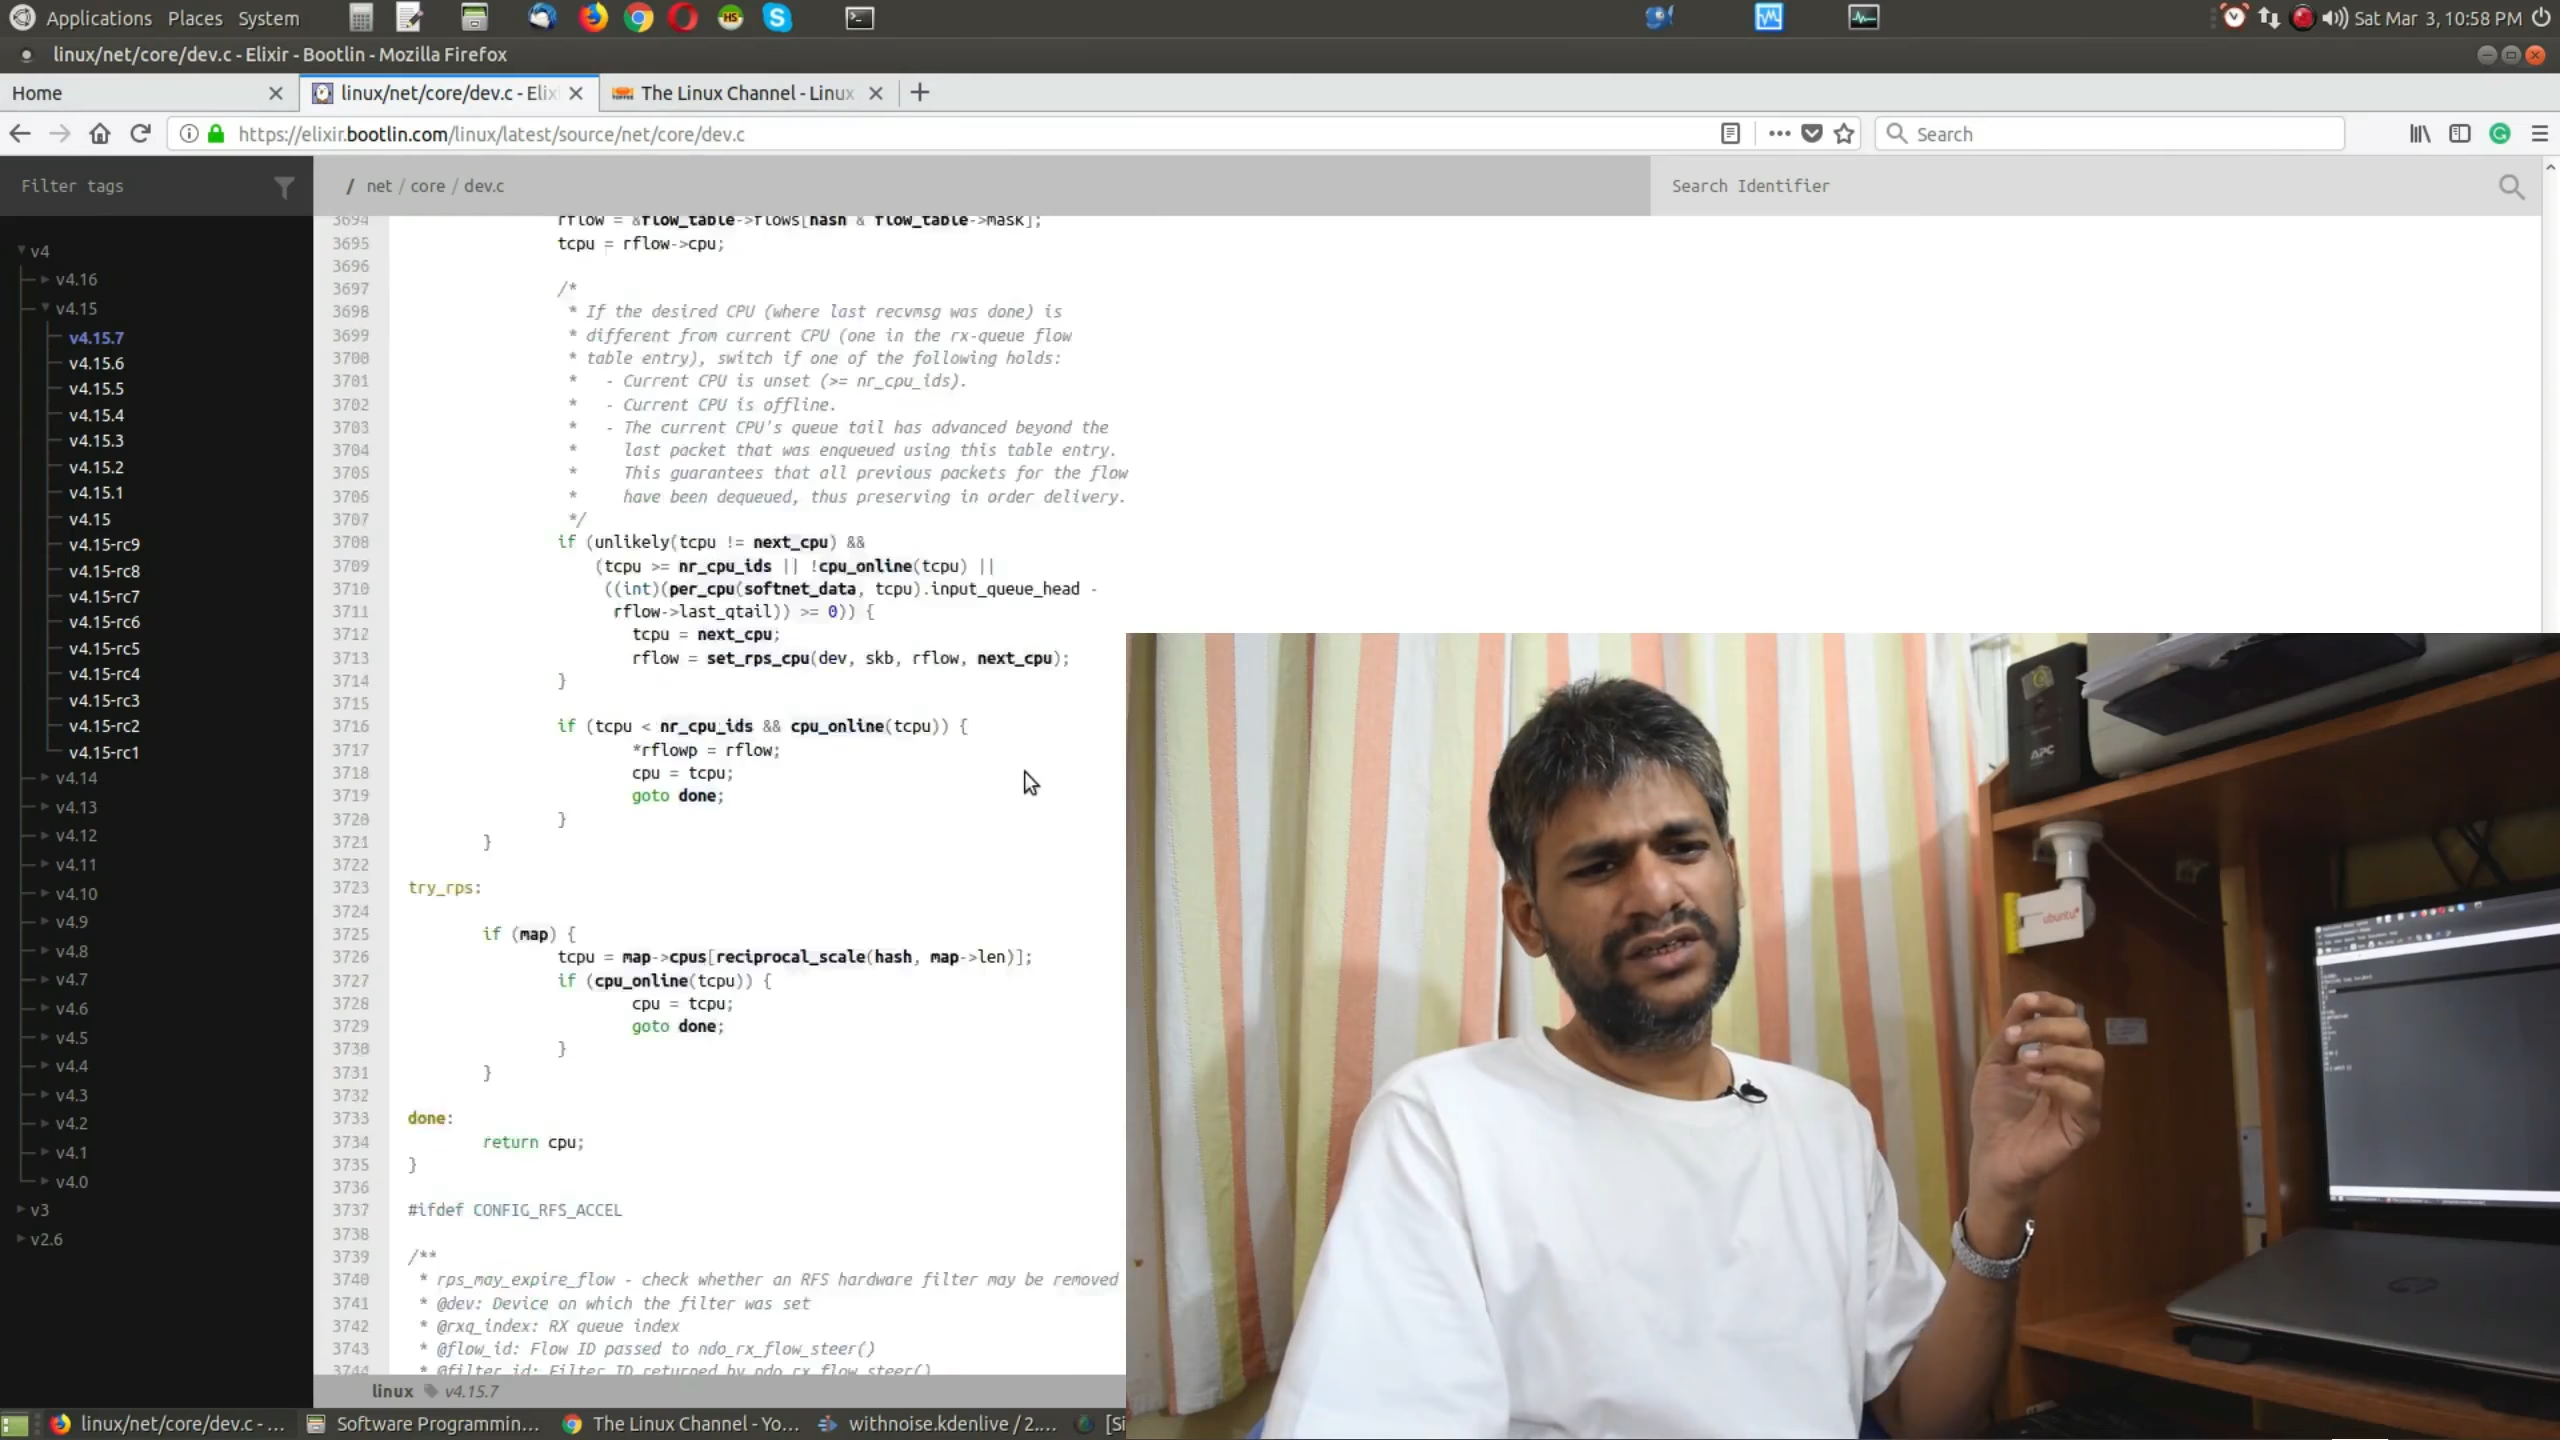 Applications Places System
Sat Mar 3, 10:58 PM
linux/net/core/dev.c - Elixir - Bootlin - Mozilla Firefox
Home
linux/net/core/dev.c - Elix
The Linux Channel - Linux
https://elixir.bootlin.com/linux/latest/source/net/core/dev.c
Search
Filter tags
/ net / core / dev.c
Search Identifier
v4
v4.16
v4.15
v4.15.7
v4.15.6
v4.15.5
v4.15.4
v4.15.3
v4.15.2
v4.15.1
v4.15
v4.15-rc9
v4.15-rc8
v4.15-rc7
v4.15-rc6
v4.15-rc5
v4.15-rc4
v4.15-rc3
v4.15-rc2
v4.15-rc1
v4.14
v4.13
v4.12
v4.11
v4.10
v4.9
v4.8
v4.7
v4.6
v4.5
v4.4
v4.3
v4.2
v4.1
v4.0
v3
v2.6
3694 rflow = &flow_table->flows[hash & flow_table->mask];
3695 tcpu = rflow->cpu;
3696
3697 /*
3698 * If the desired CPU (where last recvmsg was done) is
3699 * different from current CPU (one in the rx-queue flow
3700 * table entry), switch if one of the following holds:
3701 * - Current CPU is unset (>= nr_cpu_ids).
3702 * - Current CPU is offline.
3703 * - The current CPU's queue tail has advanced beyond the
3704 * last packet that was enqueued using this table entry.
3705 * This guarantees that all previous packets for the flow
3706 * have been dequeued, thus preserving in order delivery.
3707 */
3708 if (unlikely(tcpu != next_cpu) &&
3709 (tcpu >= nr_cpu_ids || !cpu_online(tcpu) ||
3710 ((int)(per_cpu(softnet_data, tcpu).input_queue_head -
3711 rflow->last_qtail)) >= 0)) {
3712 tcpu = next_cpu;
3713 rflow = set_rps_cpu(dev, skb, rflow, next_cpu);
3714 }
3715
3716 if (tcpu < nr_cpu_ids && cpu_online(tcpu)) {
3717 *rflowp = rflow;
3718 cpu = tcpu;
3719 goto done;
3720 }
3721 }
3722
3723 try_rps:
3724
3725 if (map) {
3726 tcpu = map->cpus[reciprocal_scale(hash, map->len)];
3727 if (cpu_online(tcpu)) {
3728 cpu = tcpu;
3729 goto done;
3730 }
3731 }
3732
3733 done:
3734 return cpu;
3735 }
3736
3737 #ifdef CONFIG_RFS_ACCEL
3738
3739 /**
3740 * rps_may_expire_flow - check whether an RFS hardware filter may be removed
3741 * @dev: Device on which the filter was set
3742 * @rxq_index: RX queue index
3743 * @flow_id: Flow ID passed to ndo_rx_flow_steer()
3744 * @filter_id: Filter ID returned by ndo_rx_flow_steer()
linux v4.15.7
APC
ubuntu
linux/net/core/dev.c - ...
Software Programmin...
The Linux Channel - Yo...
withnoise.kdenlive / 2....
[Si